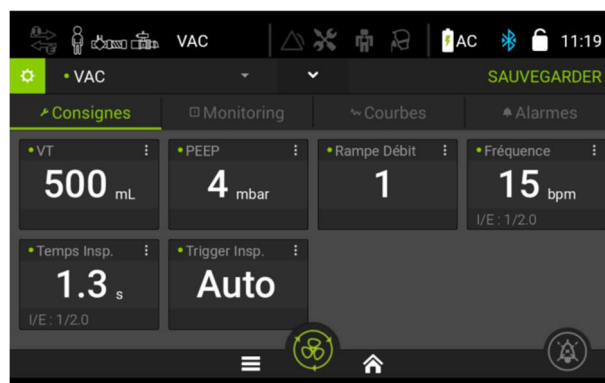 VAC AC 11:19
VAC SAUVEGARDER
Consignes Monitoring Courbes Alarmes
VT PEEP Rampe Débit Fréquence
500 mL 4 mbar 1 15 bpm
I/E : 1/2.0
Temps Insp. Trigger Insp.
1.3 s Auto
I/E : 1/2.0